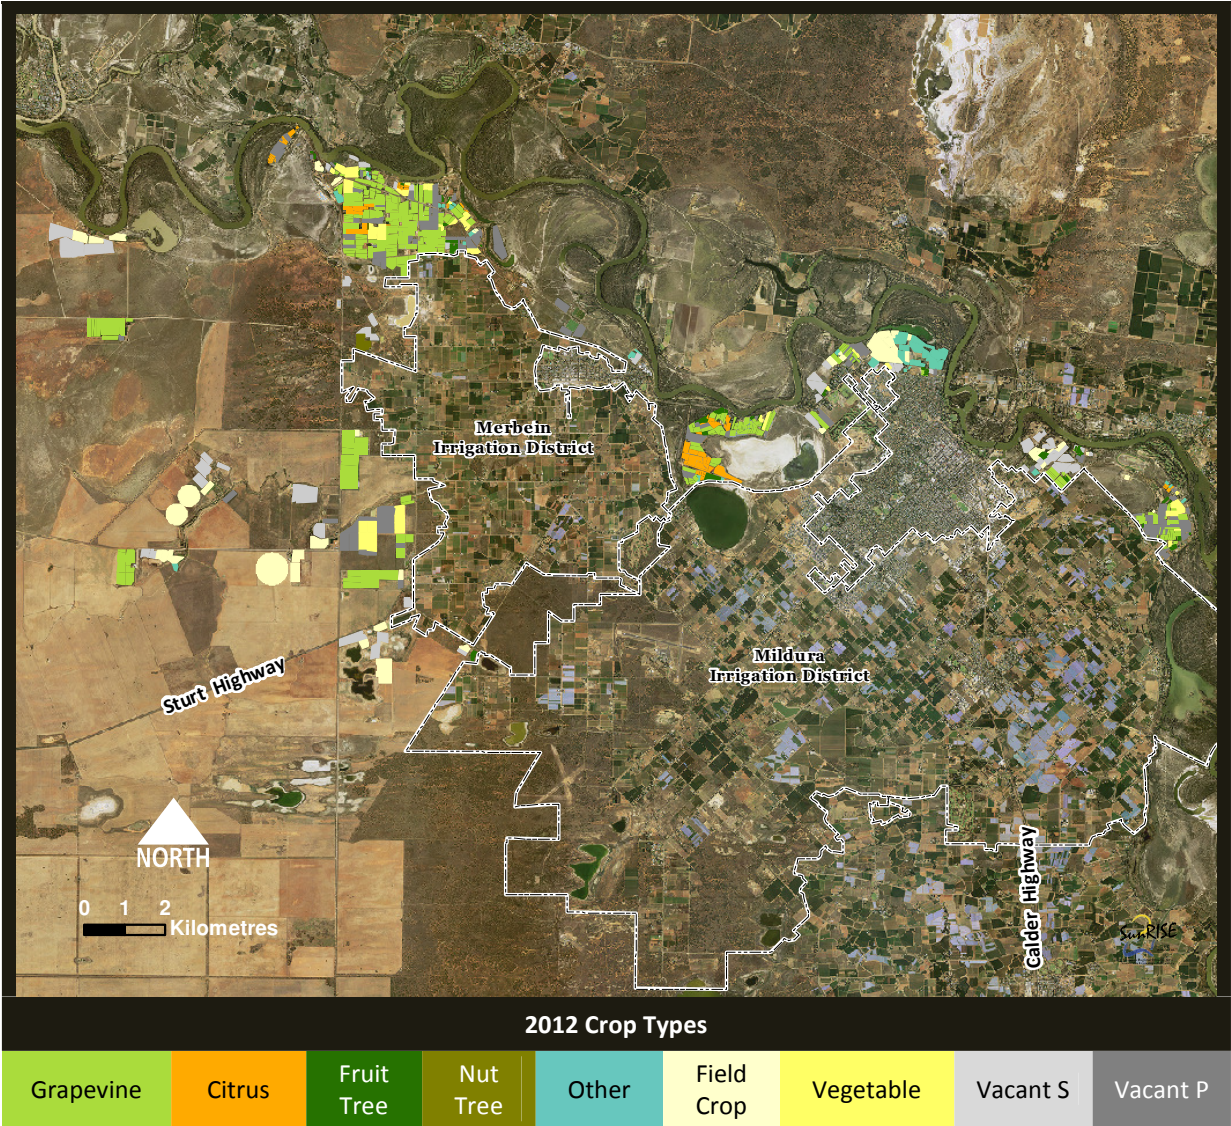 Merbein
Irrigation District
Mildura
Irrigation District
Sturt Highway
Calder Highway
NORTH
0 1 2
Kilometres
SunRISE
2012 Crop Types
Grapevine
Citrus
Fruit
Tree
Nut
Tree
Other
Field
Crop
Vegetable
Vacant S
Vacant P